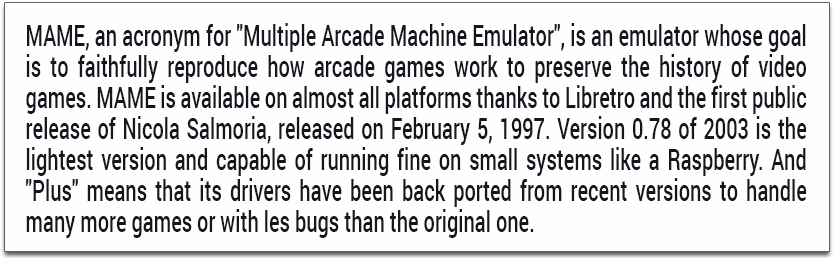 MAME, an acronym for "Multiple Arcade Machine Emulator", is an emulator whose goal
is to faithfully reproduce how arcade games work to preserve the history of video
games. MAME is available on almost all platforms thanks to Libretro and the first public
release of Nicola Salmoria, released on February 5, 1997. Version 0.78 of 2003 is the
lightest version and capable of running fine on small systems like a Raspberry. And
"Plus" means that its drivers have been back ported from recent versions to handle
many more games or with les bugs than the original one.